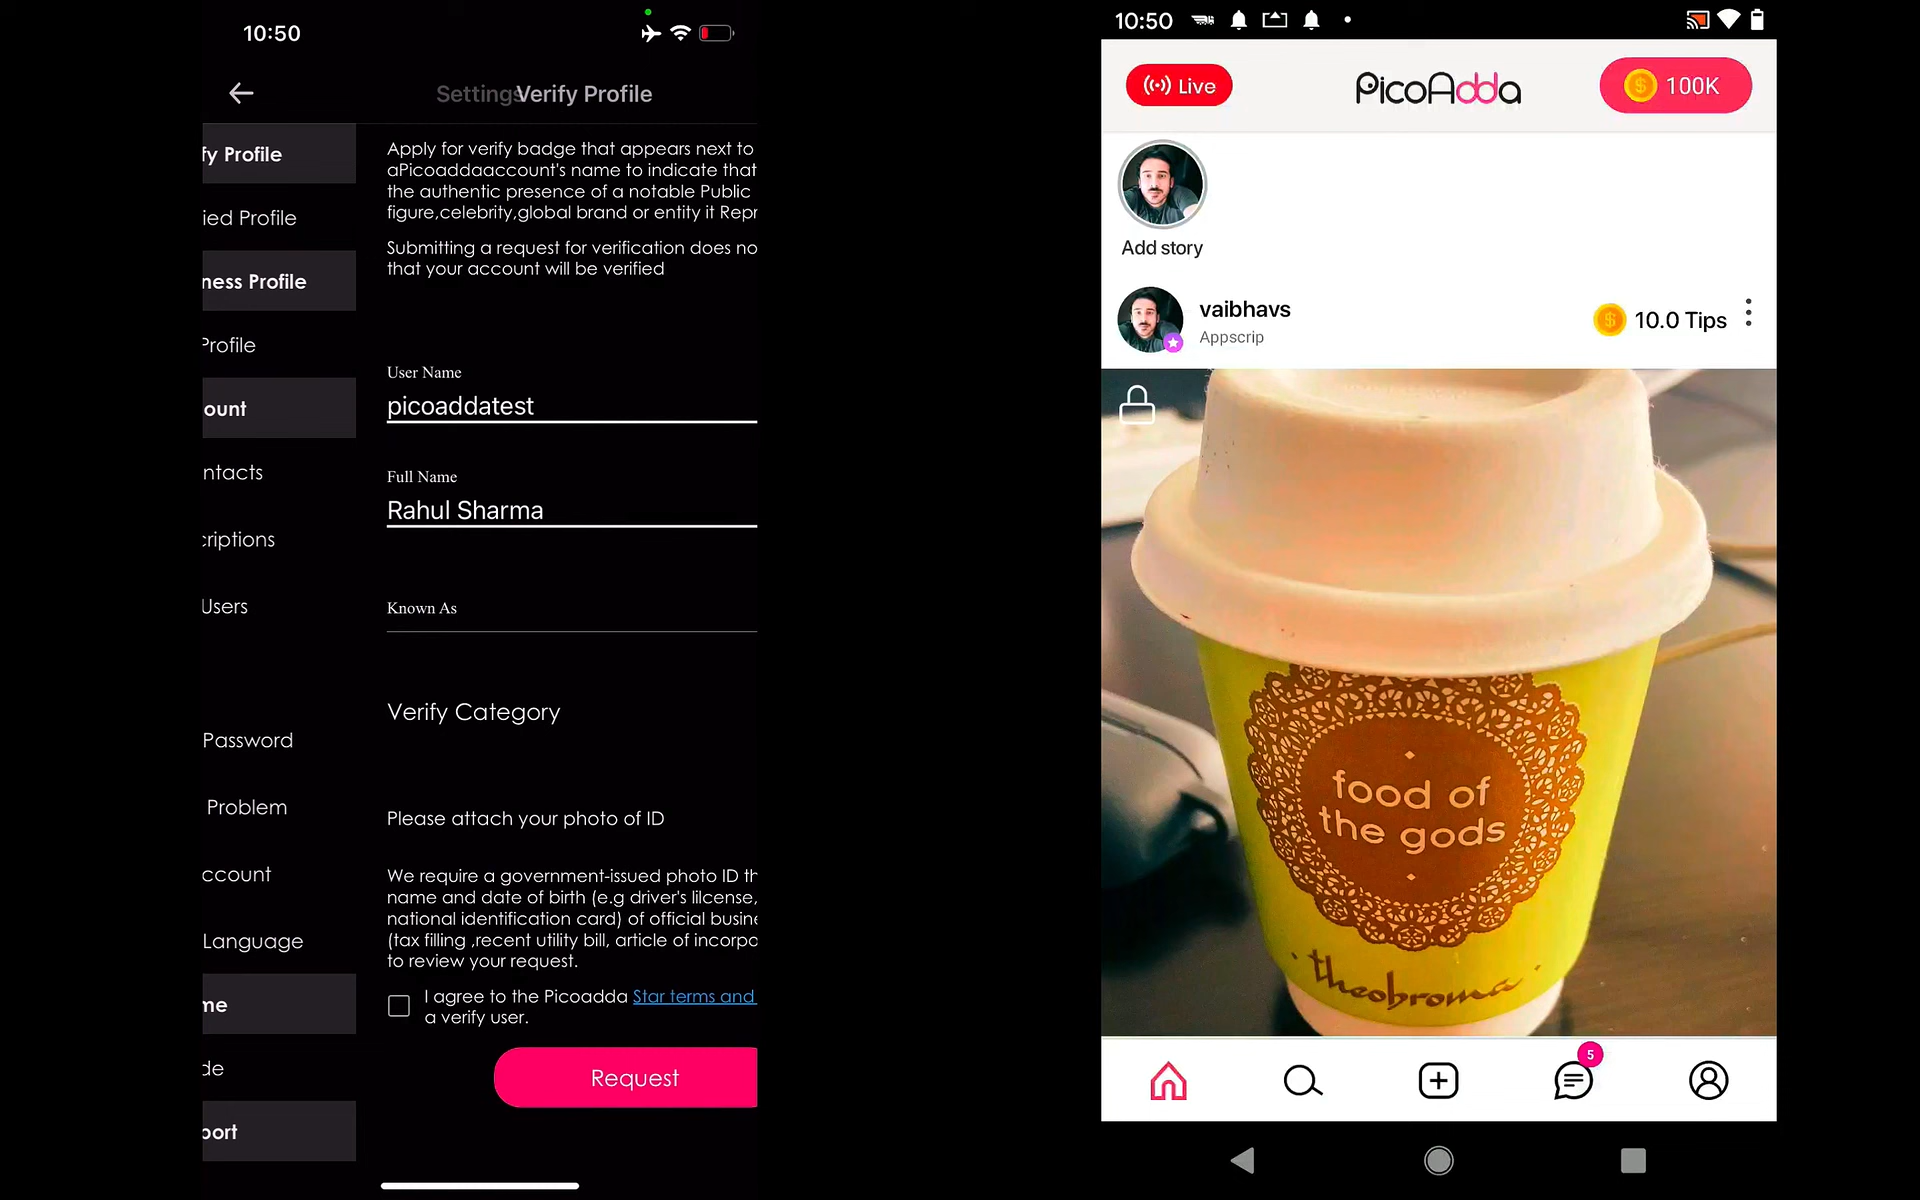 10:50
Settings
Verify Profile
fy Profile
ied Profile
ness Profile
Profile
ount
ntacts
criptions
Users
Password
Problem
ccount
Language
me
de
port
Apply for verify badge that appears next to
aPicoaddaaccount's name to indicate that
the authentic presence of a notable Public
figure,celebrity,global brand or entity it Repr
Submitting a request for verification does no
that your account will be verified
User Name
picoaddatest
Full Name
Rahul Sharma
Known As
Verify Category
Please attach your photo of ID
We require a government-issued photo ID th
name and date of birth (e.g driver's lilcense,
national identification card) of official busine
(tax filling ,recent utility bill, article of incorpo
to review your request.
I agree to the Picoadda Star terms and
a verify user.
Request
10:50
Live
PicoAdda
100K
Add story
vaibhavs
Appscrip
10.0 Tips
food of
the gods
theobroma
5